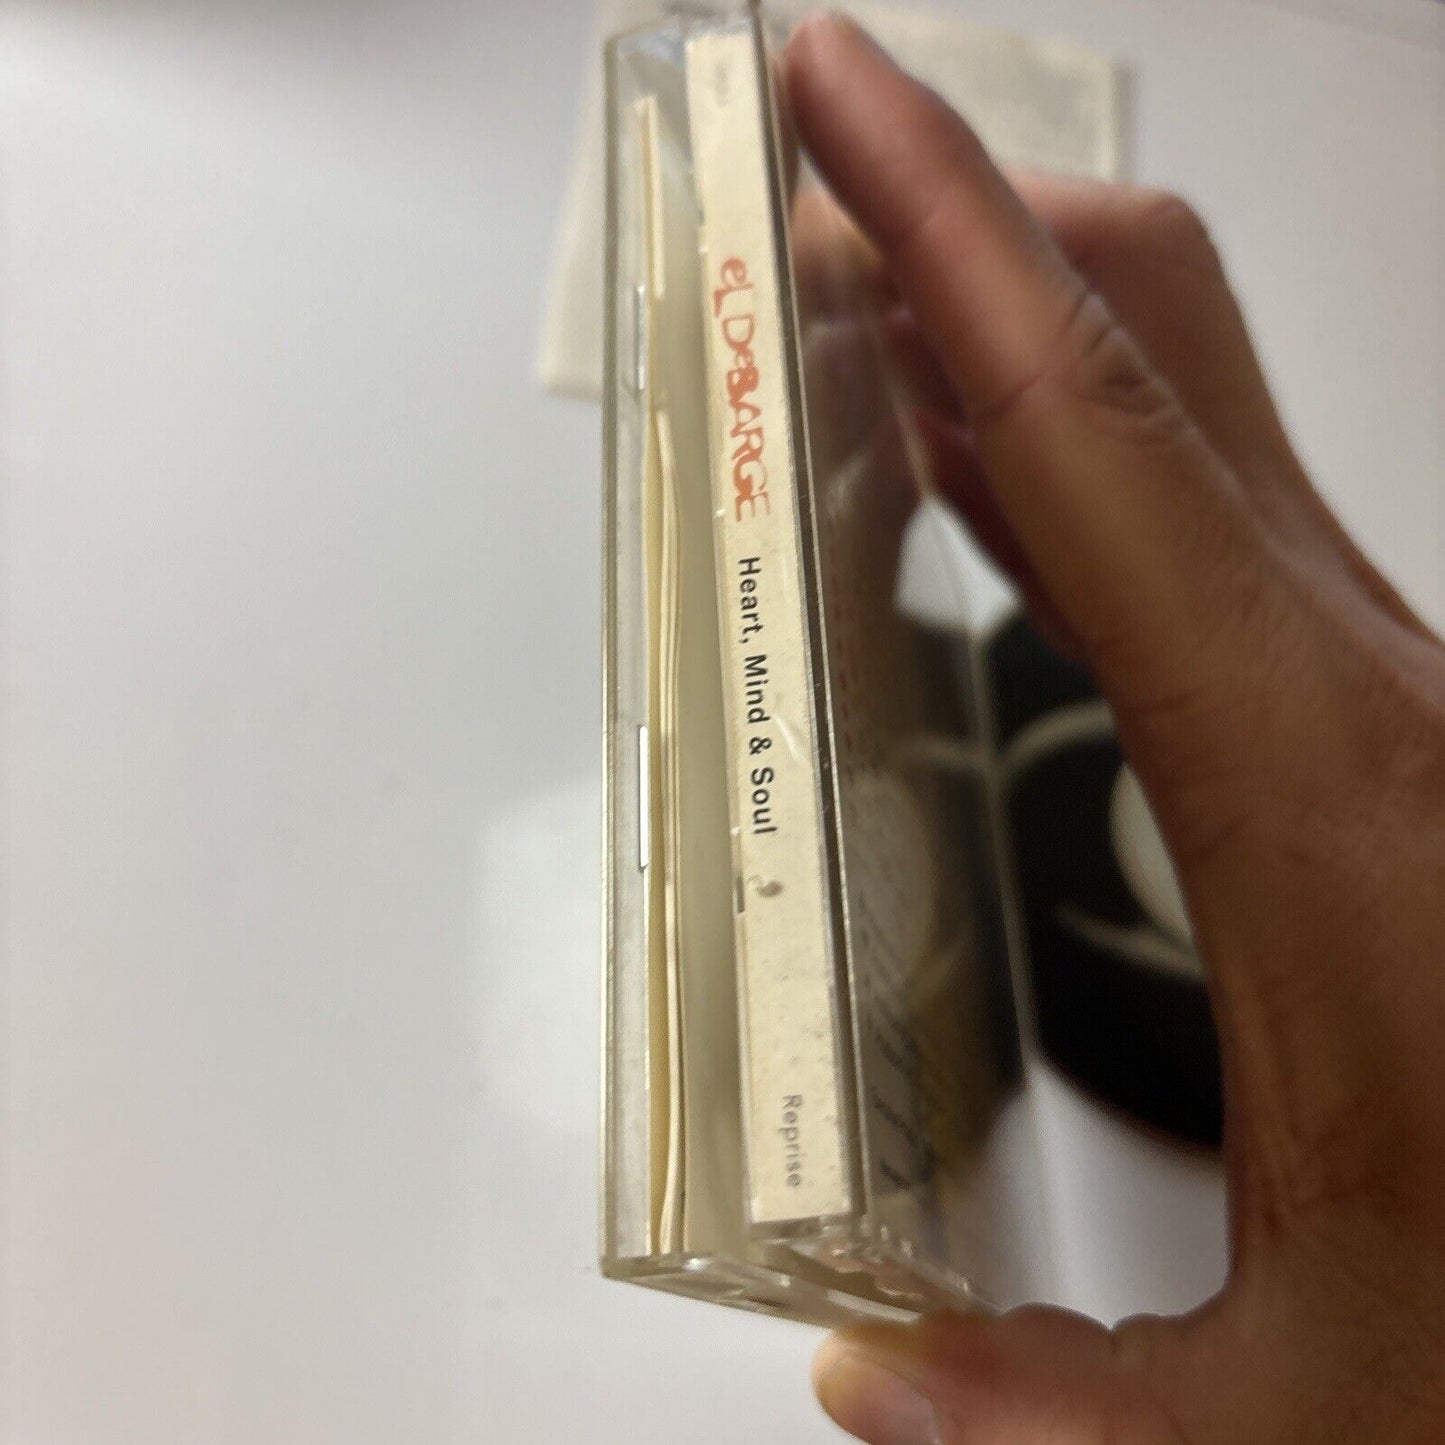 eL DeBARGE
Heart, Mind & Soul
Reprise